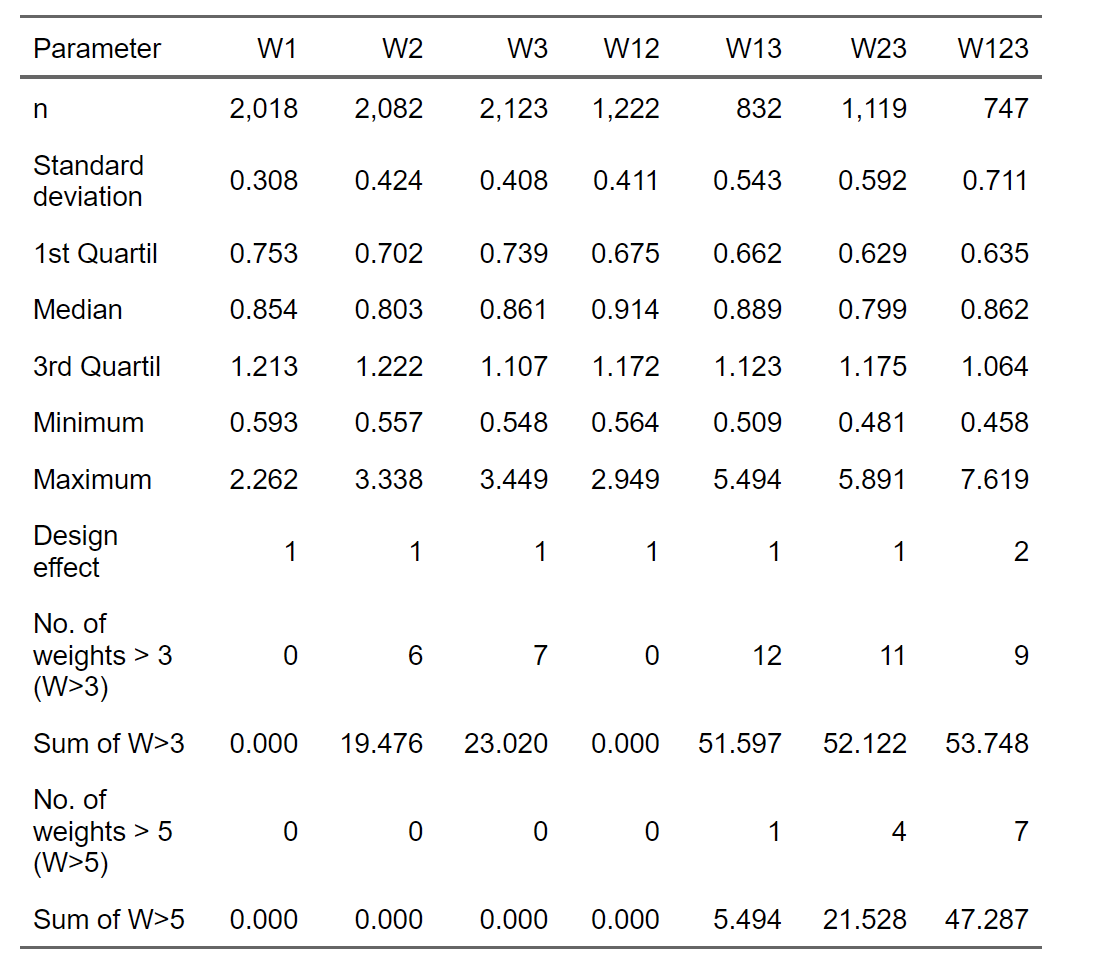 Parameter W1 W2 W3 W12 W13 W23 W123
n 2,018 2,082 2,123 1,222 832 1,119 747
Standard
deviation 0.308 0.424 0.408 0.411 0.543 0.592 0.711
1st Quartil 0.753 0.702 0.739 0.675 0.662 0.629 0.635
Median 0.854 0.803 0.861 0.914 0.889 0.799 0.862
3rd Quartil 1.213 1.222 1.107 1.172 1.123 1.175 1.064
Minimum 0.593 0.557 0.548 0.564 0.509 0.481 0.458
Maximum 2.262 3.338 3.449 2.949 5.494 5.891 7.619
Design
effect 1 1 1 1 1 1 2
No. of
weights > 3 0 6 7 0 12 11 9
(W>3)
Sum of W>3 0.000 19.476 23.020 0.000 51.597 52.122 53.748
No. of
weights > 5 0 0 0 0 1 4 7
(W>5)
Sum of W>5 0.000 0.000 0.000 0.000 5.494 21.528 47.287